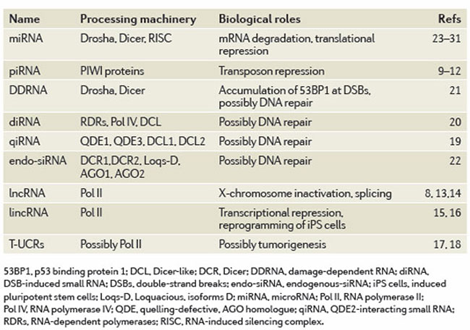 Name Processing machinery Biological roles Refs
miRNA Drosha, Dicer, RISC mRNA degradation, translational 23–31
repression
piRNA PIWI proteins Transposon repression 9–12
DDRNA Drosha, Dicer Accumulation of 53BP1 at DSBs, 21
possibly DNA repair
diRNA RDRs, Pol IV, DCL Possibly DNA repair 20
qiRNA QDE1, QDE3, DCL1, DCL2 Possibly DNA repair 19
endo-siRNA DCR1,DCR2, Loqs-D, Possibly DNA repair 22
AGO1, AGO2
lncRNA Pol II X-chromosome inactivation, splicing 8, 13,14
lincRNA Pol II Transcriptional repression, 15, 16
reprogramming of iPS cells
T-UCRs Possibly Pol II Possibly tumorigenesis 17, 18
53BP1, p53 binding protein 1; DCL, Dicer-like; DCR, Dicer; DDRNA, damage-dependent RNA; diRNA,
DSB-induced small RNA; DSBs, double-strand breaks; endo-siRNA, endogenous-siRNA; iPS cells, induced
pluripotent stem cells; Loqs-D, Loquacious, isoforms D; miRNA, microRNA; Pol II, RNA polymerase II;
Pol IV, RNA polymerase IV; QDE, quelling-defective, AGO homologue; qiRNA, QDE2-interacting small RNA;
RDRs, RNA-dependent polymerases; RISC, RNA-induced silencing complex.